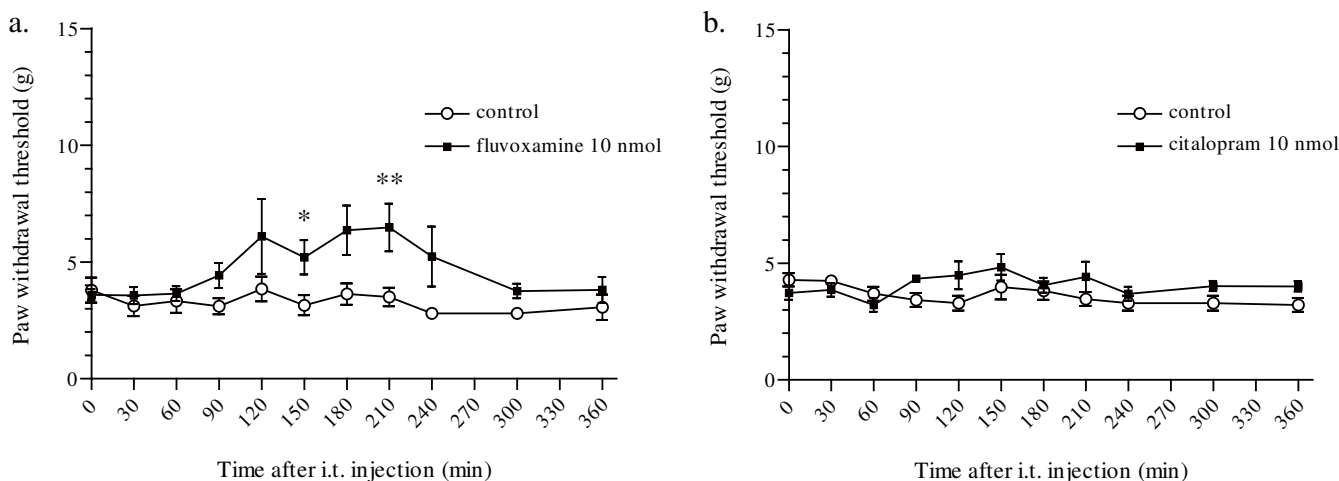 a.
Paw withdrawal threshold (g)
15
10
5
0
control
fluvoxamine 10 nmol
*
**
0 30 60 90 120 150 180 210 240 270 300 330 360
Time after i.t. injection (min)
b.
Paw withdrawal threshold (g)
15
10
5
0
control
citalopram 10 nmol
0 30 60 90 120 150 180 210 240 270 300 330 360
Time after i.t. injection (min)